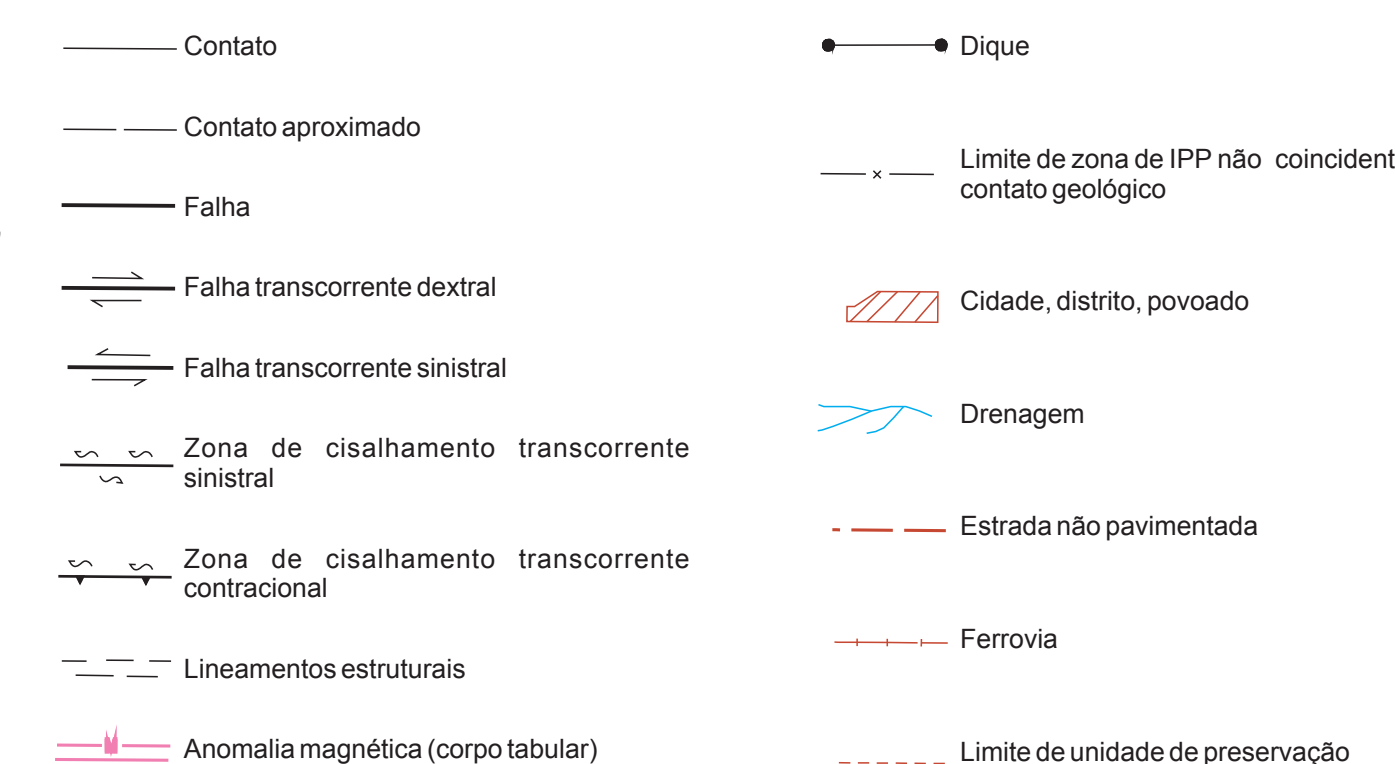 Contato
Contato aproximado
Falha
Falha transcorrente dextral
Falha transcorrente sinistral
Zona de cisalhamento transcorrente
sinistral
Zona de cisalhamento transcorrente
contracional
Lineamentos estruturais
Anomalia magnética (corpo tabular)
Dique
Limite de zona de IPP não coincident
contato geológico
Cidade, distrito, povoado
Drenagem
Estrada não pavimentada
Ferrovia
Limite de unidade de preservação